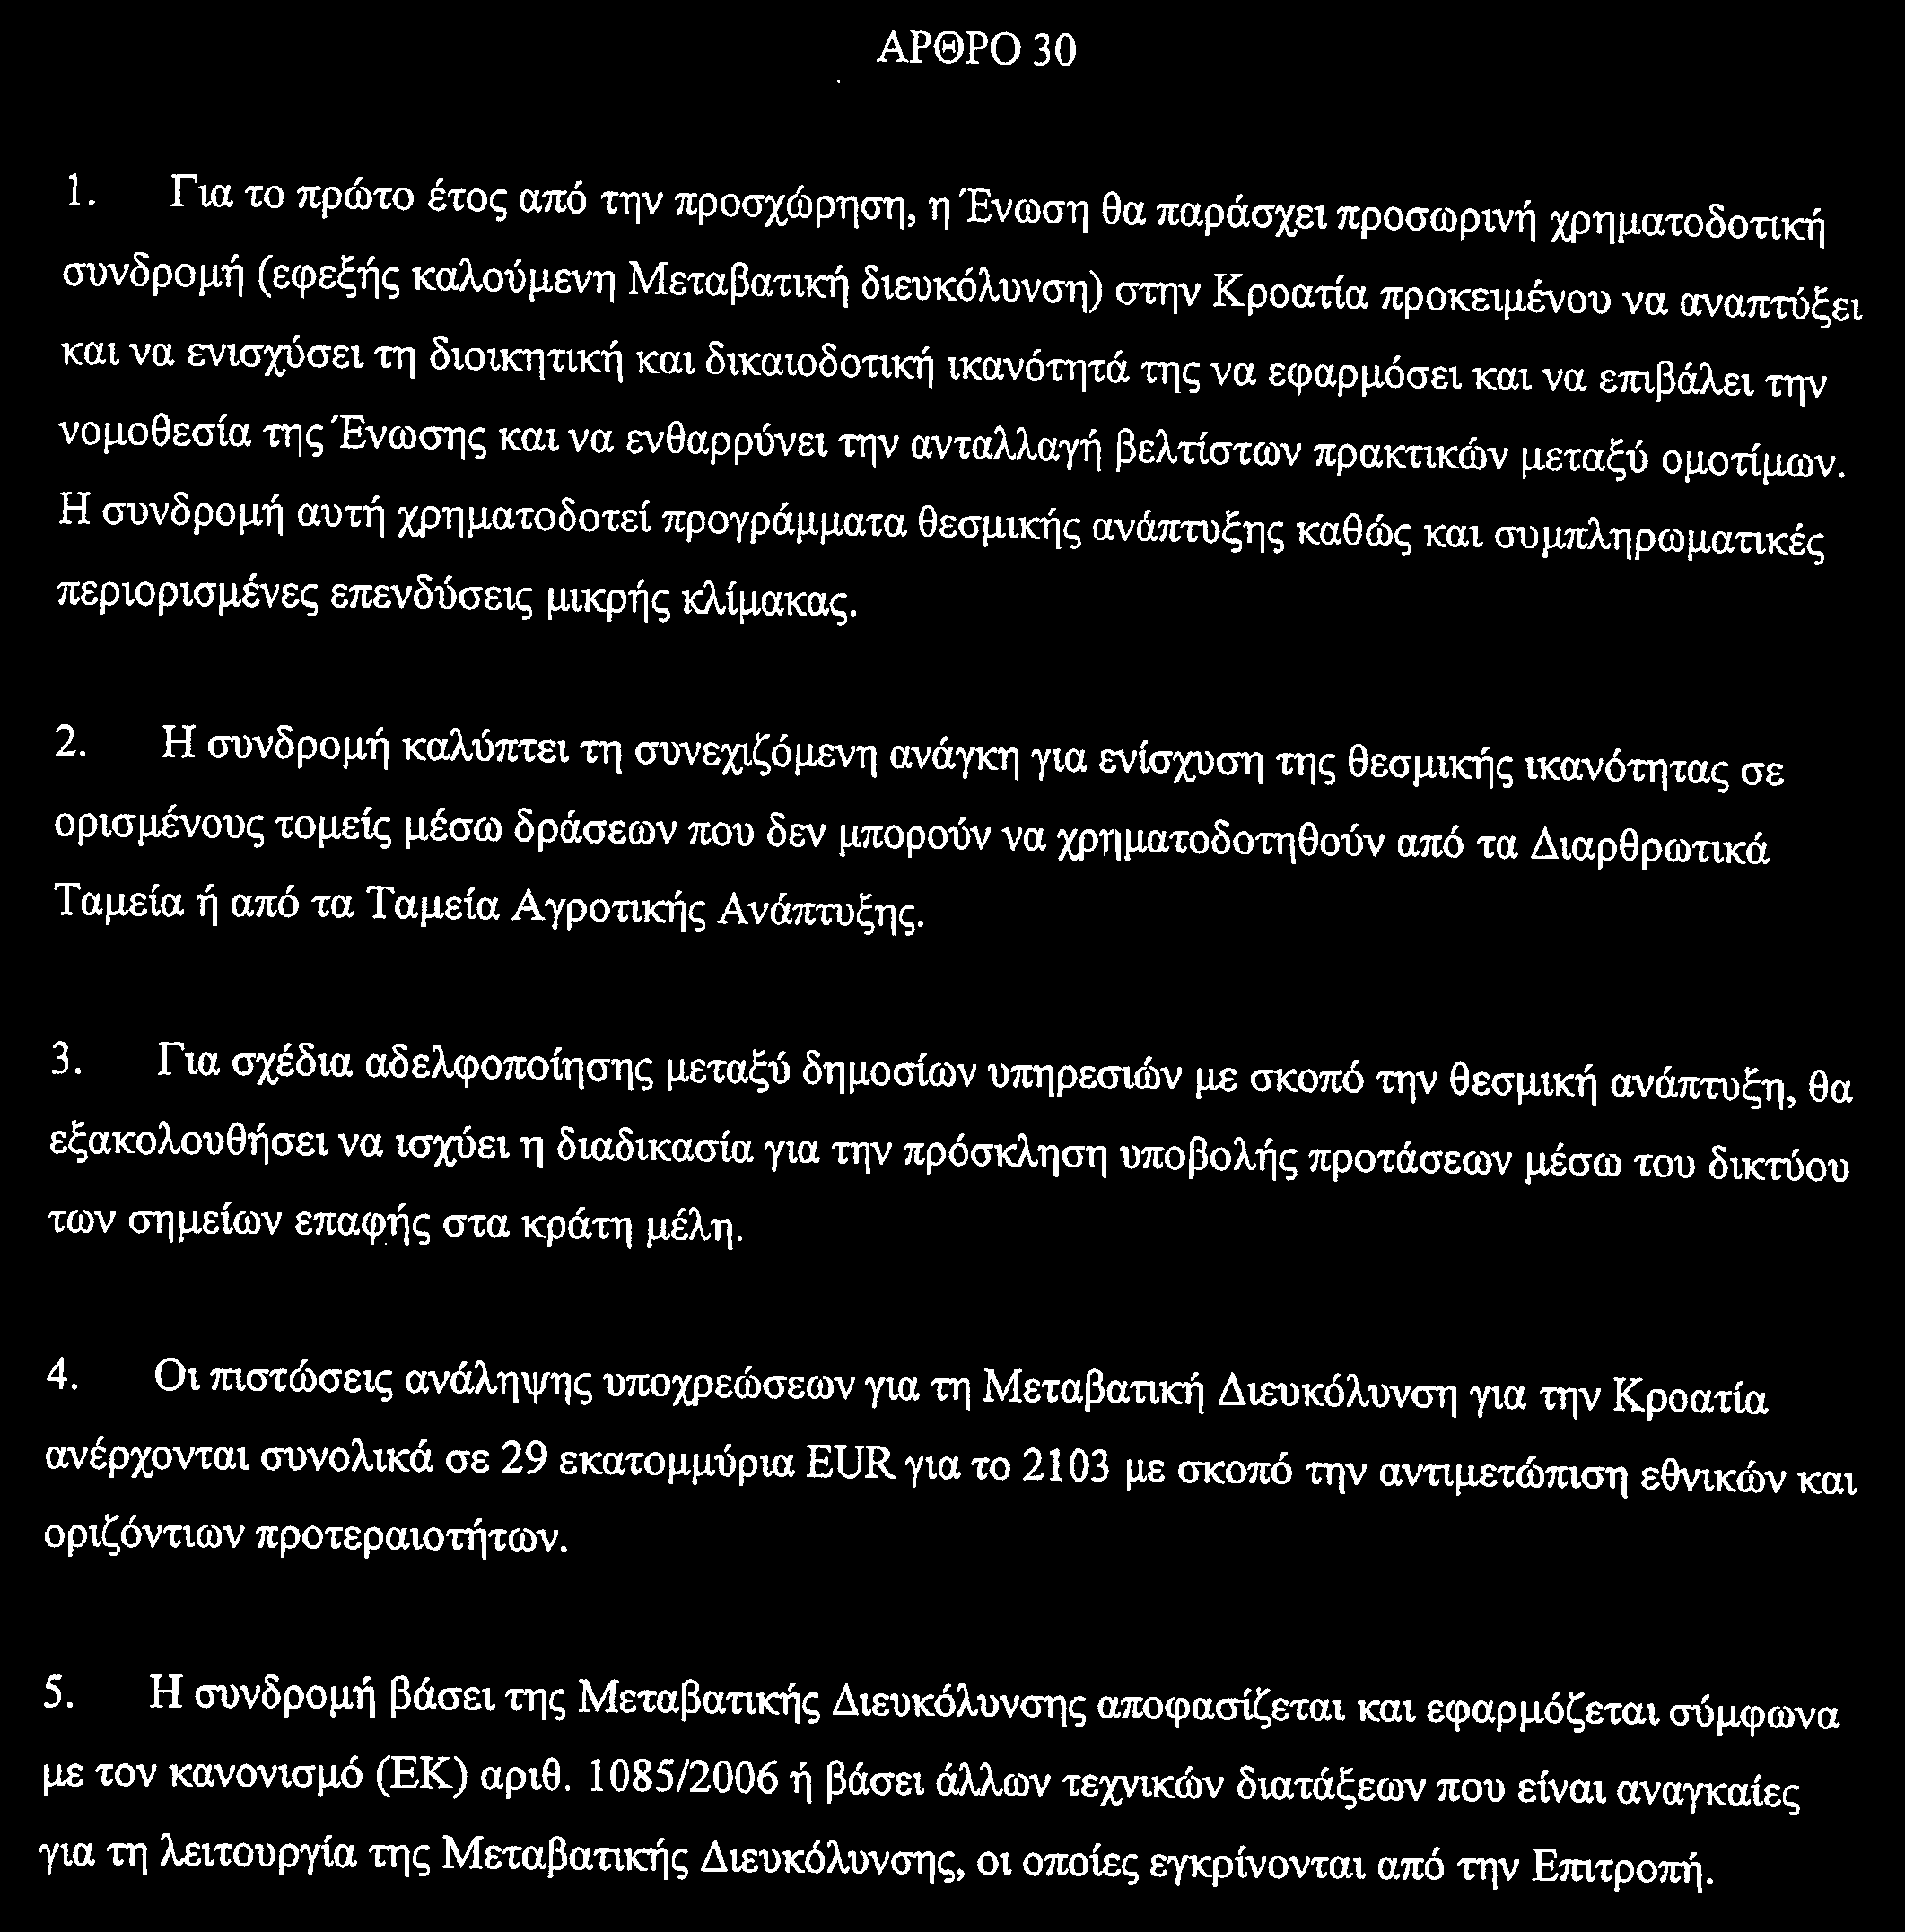 ΑΡΘΡΟ 30
1. Για το πρώτο έτος από την προσχώρηση, η Ένωση θα παράσχει προσωρινή χρηματοδοτική
συνδρομή (εφεξής καλούμενη Μεταβατική διευκόλυνση) στην Κροατία προκειμένου να αναπτύξει
και να ενισχύσει τη διοικητική και δικαιοδοτική ικανότητά της να εφαρμόσει και να επιβάλει την
νομοθεσία της Ένωσης και να ενθαρρύνει την ανταλλαγή βελτίστων πρακτικών μεταξύ ομοτίμων.
Η συνδρομή αυτή χρηματοδοτεί προγράμματα θεσμικής ανάπτυξης καθώς και συμπληρωματικές
περιορισμένες επενδύσεις μικρής κλίμακας.
2. Η συνδρομή καλύπτει τη συνεχιζόμενη ανάγκη για ενίσχυση της θεσμικής ικανότητας σε
ορισμένους τομείς μέσω δράσεων που δεν μπορούν να χρηματοδοτηθούν από τα Διαρθρωτικά
Ταμεία ή από τα Ταμεία Αγροτικής Ανάπτυξης.
3. Για σχέδια αδελφοποίησης μεταξύ δημοσίων υπηρεσιών με σκοπό την θεσμική ανάπτυξη, θα
εξακολουθήσει να ισχύει η διαδικασία για την πρόσκληση υποβολής προτάσεων μέσω του δικτύου
των σημείων επαφής στα κράτη μέλη.
4. Οι πιστώσεις ανάληψης υποχρεώσεων για τη Μεταβατική Διευκόλυνση για την Κροατία
ανέρχονται συνολικά σε 29 εκατομμύρια EUR για το 2103 με σκοπό την αντιμετώπιση εθνικών και
οριζόντιων προτεραιοτήτων.
5. Η συνδρομή βάσει της Μεταβατικής Διευκόλυνσης αποφασίζεται και εφαρμόζεται σύμφωνα
με τον κανονισμό (ΕΚ) αριθ. 1085/2006 ή βάσει άλλων τεχνικών διατάξεων που είναι αναγκαίες
για τη λειτουργία της Μεταβατικής Διευκόλυνσης, οι οποίες εγκρίνονται από την Επιτροπή.